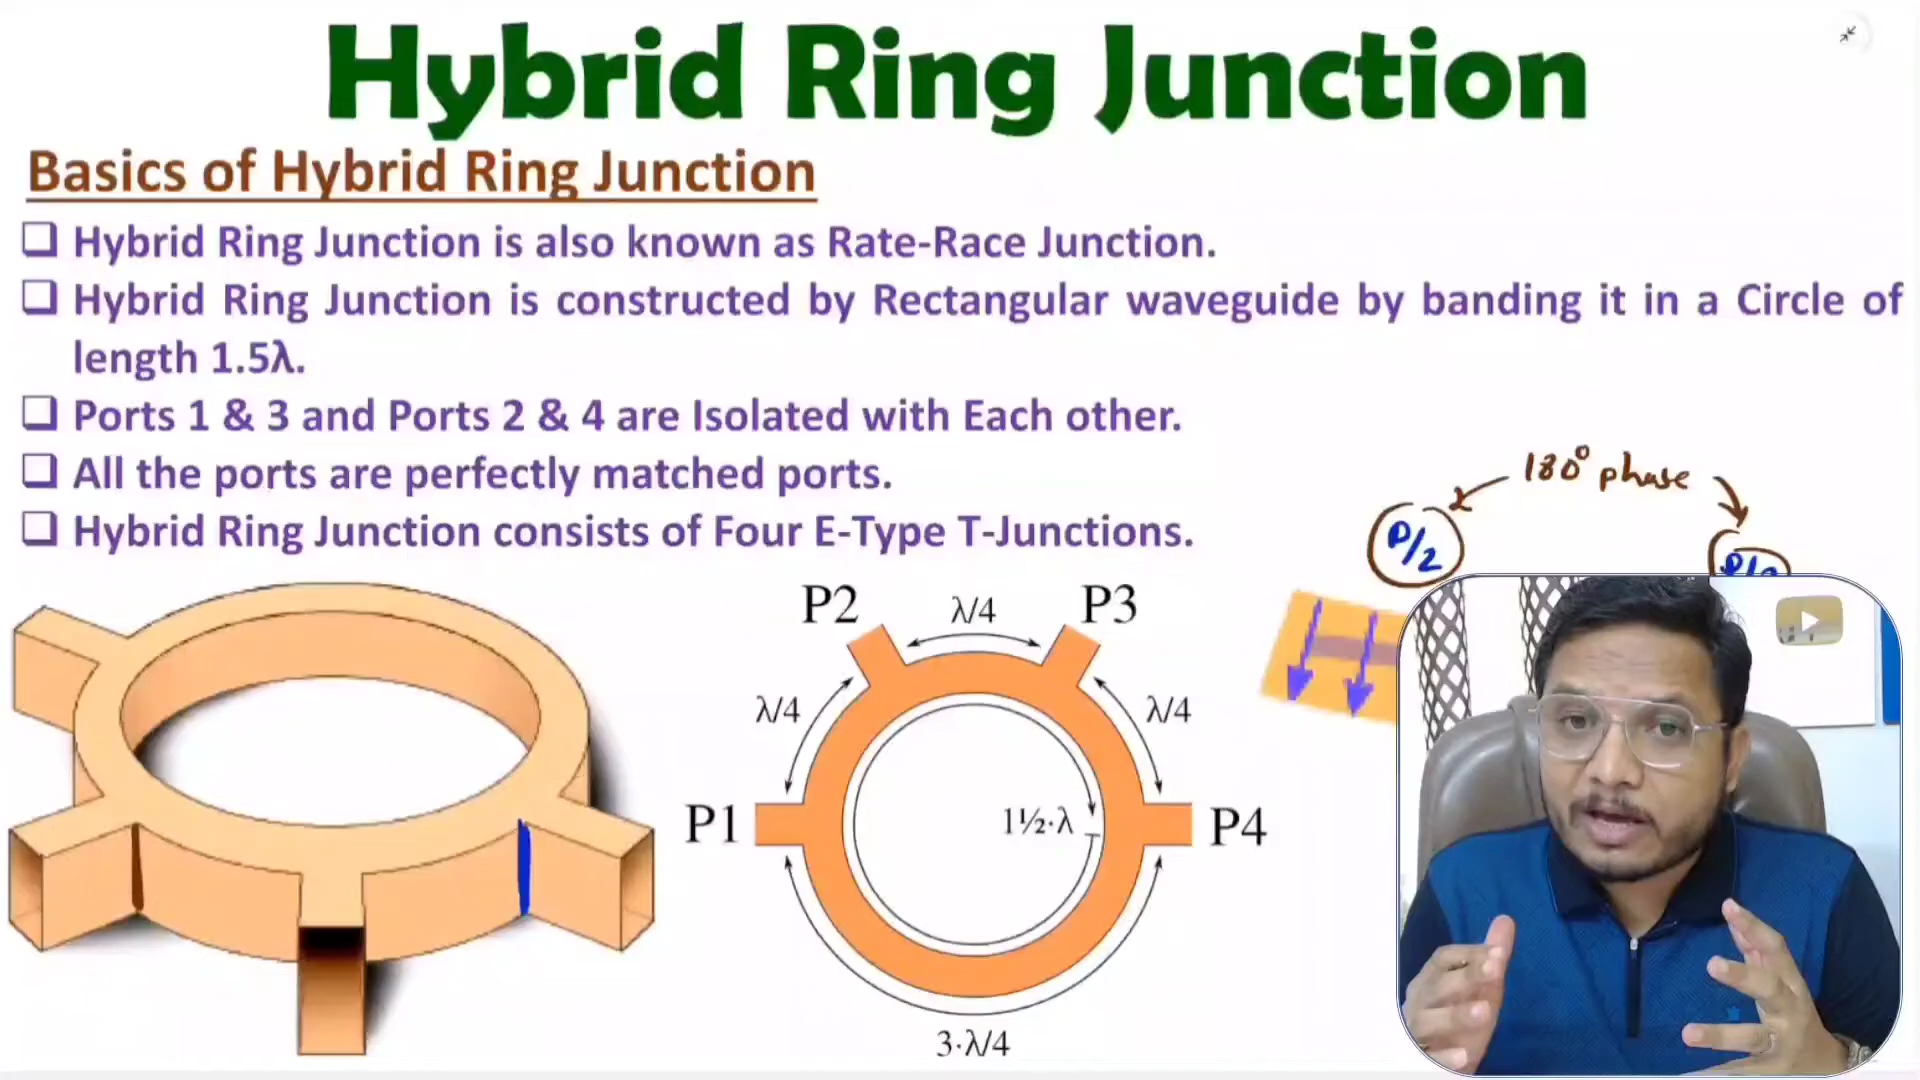 Hybrid Ring Junction
Basics of Hybrid Ring Junction
Hybrid Ring Junction is also known as Rate-Race Junction.
Hybrid Ring Junction is constructed by Rectangular waveguide by banding it in a Circle of
length 1.5λ.
Ports 1 & 3 and Ports 2 & 4 are Isolated with Each other.
All the ports are perfectly matched ports.
Hybrid Ring Junction consists of Four E-Type T-Junctions.
180° phase
P/2
P2
λ/4
P3
λ/4
λ/4
P1
1½·λ
P4
3·λ/4